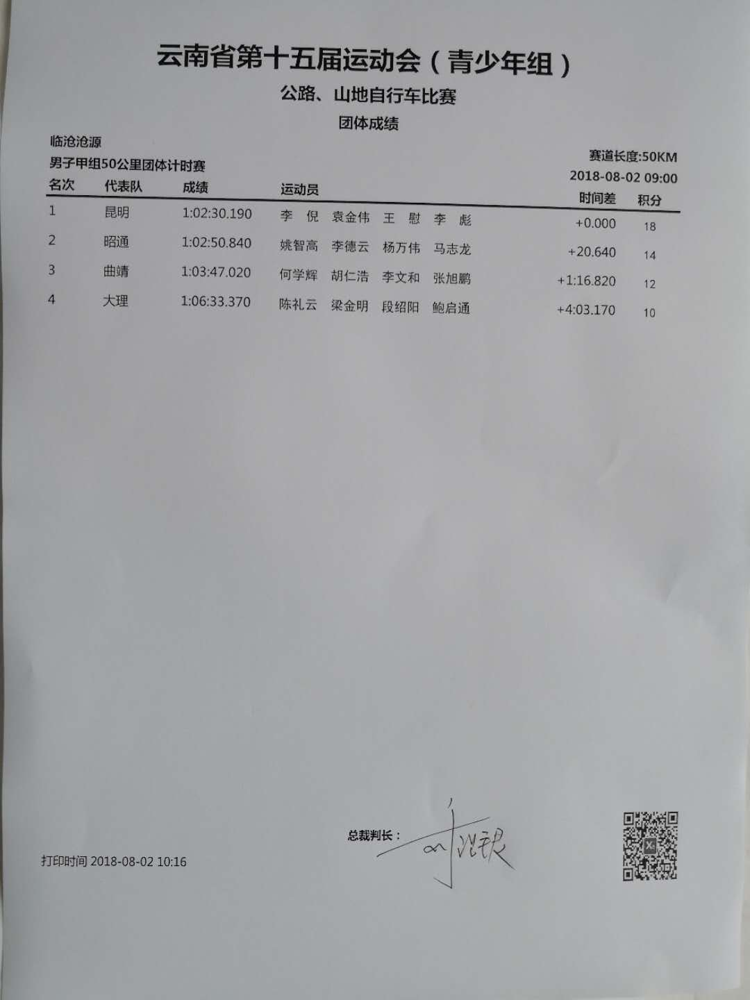 云南省第十五届运动会（青少年组）
公路、山地自行车比赛
团体成绩
临沧沧源
赛道长度:50KM
男子甲组50公里团体计时赛
2018-08-02 09:00
名次 代表队 成绩 运动员 时间差 积分
1 昆明 1:02:30.190 李 倪 袁金伟 王 慰 李 彪 +0.000 18
2 昭通 1:02:50.840 姚智高 李德云 杨万伟 马志龙 +20.640 14
3 曲靖 1:03:47.020 何学辉 胡仁浩 李文和 张旭鹏 +1:16.820 12
4 大理 1:06:33.370 陈礼云 梁金明 段绍阳 鲍启通 +4:03.170 10
总裁判长：
打印时间 2018-08-02 10:16